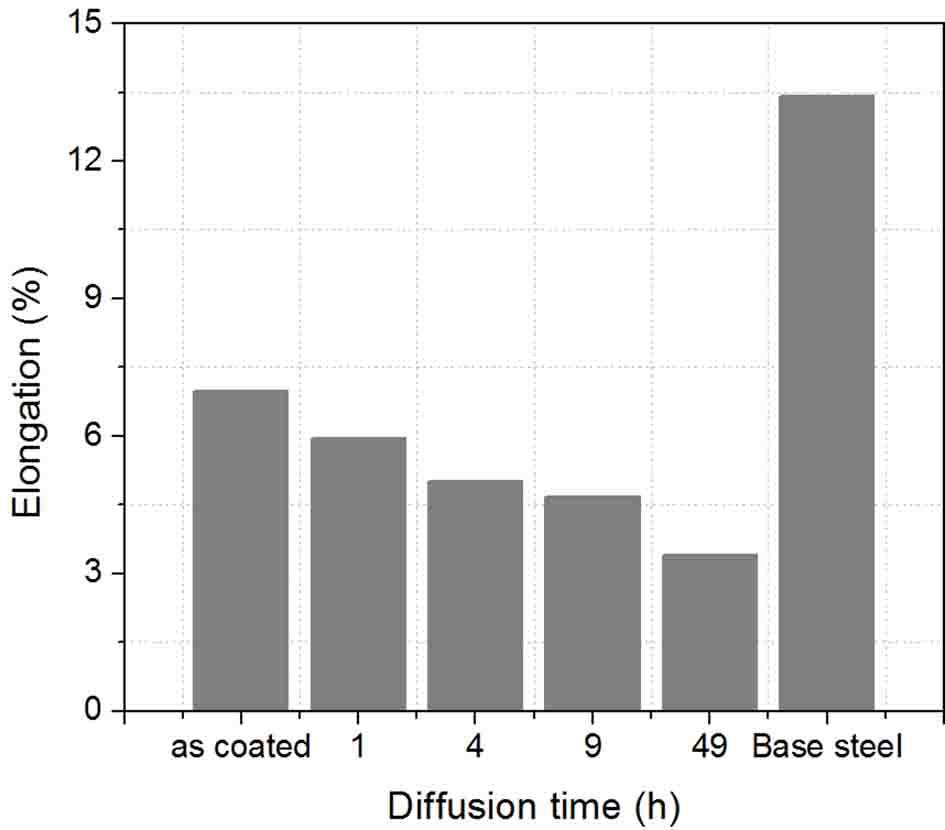 15
12
9
6
3
0
Elongation (%)
as coated 1 4 9 49 Base steel
Diffusion time (h)